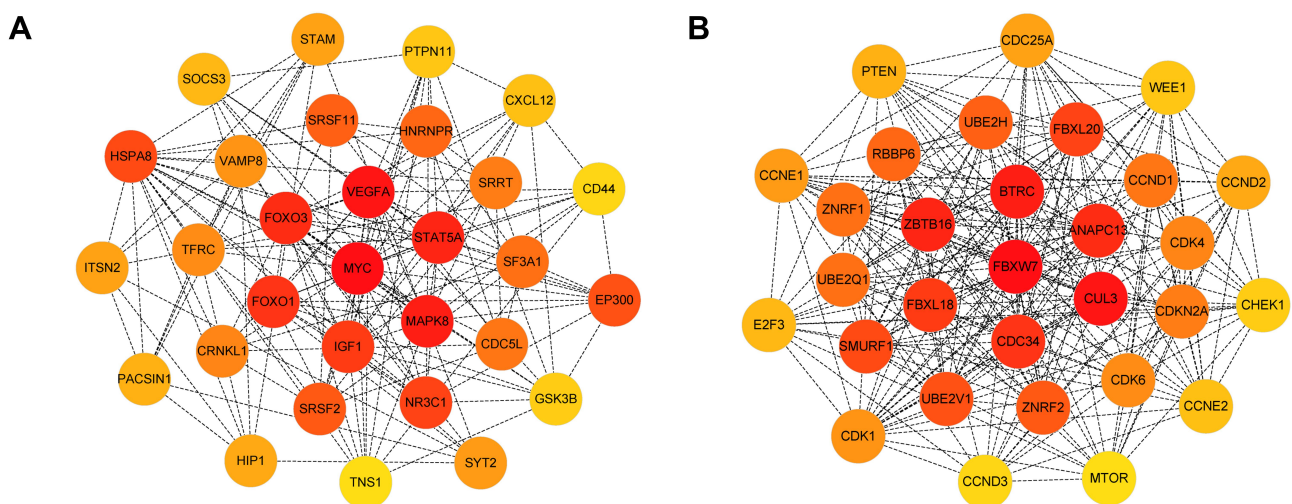 A
STAM
PTPN11
SOCS3
CXCL12
SRSF11
HNRNPR
HSPA8
VAMP8
SRRT
CD44
VEGFA
FOXO3
STAT5A
TFRC
SF3A1
ITSN2
MYC
EP300
FOXO1
MAPK8
IGF1
CDC5L
CRNKL1
PACSIN1
GSK3B
SRSF2
NR3C1
HIP1
SYT2
TNS1
B
CDC25A
PTEN
WEE1
UBE2H
FBXL20
RBBP6
CCNE1
BTRC
CCND1
CCND2
ZNRF1
ZBTB16
ANAPC13
CDK4
FBXW7
UBE2Q1
FBXL18
CUL3
CDKN2A
CHEK1
E2F3
SMURF1
CDC34
CDK6
UBE2V1
ZNRF2
CCNE2
CDK1
CCND3
MTOR